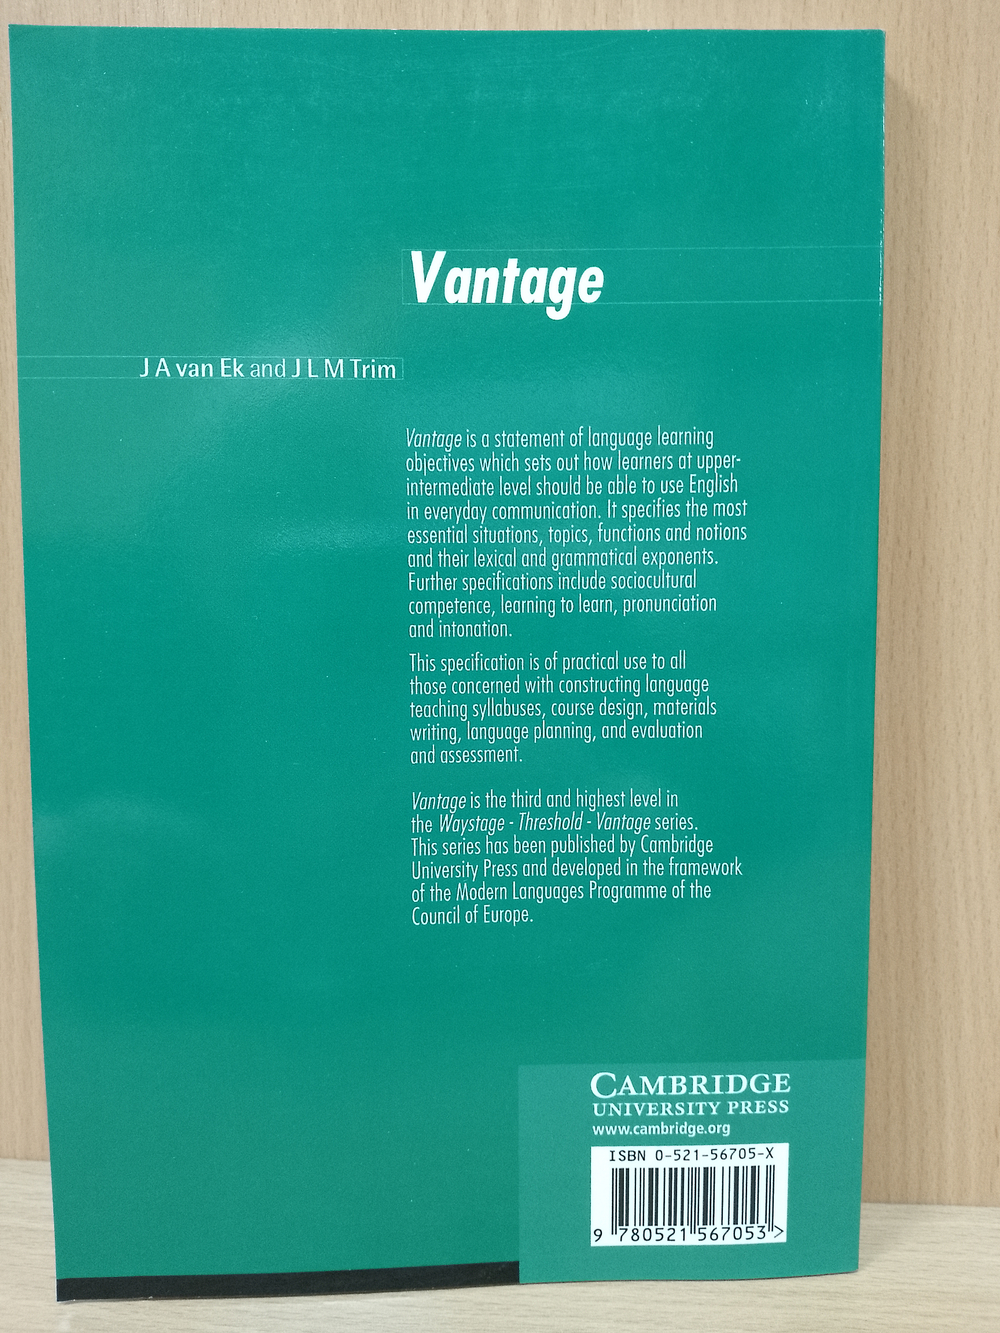 Vantage
J A van Ek and J L M Trim
Vantage is a statement of language learning
objectives which sets out how learners at upper-
intermediate level should be able to use English
in everyday communication. It specifies the most
essential situations, topics, functions and notions
and their lexical and grammatical exponents.
Further specifications include sociocultural
competence, learning to learn, pronunciation
and intonation.
This specification is of practical use to all
those concerned with constructing language
teaching syllabuses, course design, materials
writing, language planning, and evaluation
and assessment.
Vantage is the third and highest level in
the Waystage - Threshold - Vantage series.
This series has been published by Cambridge
University Press and developed in the framework
of the Modern Languages Programme of the
Council of Europe.
CAMBRIDGE
UNIVERSITY PRESS
www.cambridge.org
ISBN 0-521-56705-X
9 780521 567053 >